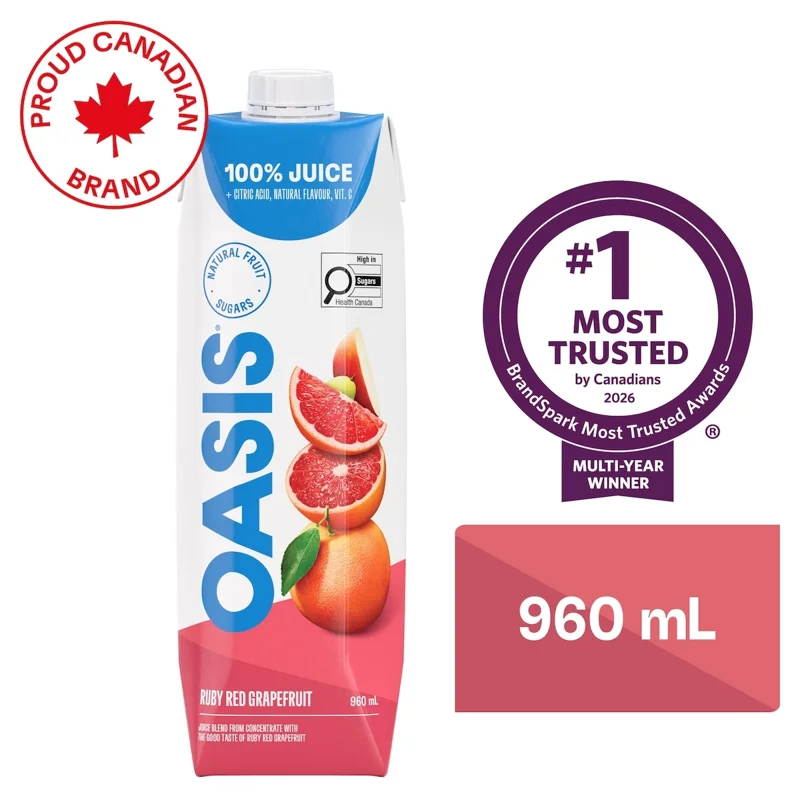 PROUD CANADIAN
BRAND
100% JUICE
+ CITRIC ACID, NATURAL FLAVOUR, VIT. C
NATURAL FRUIT
SUGARS
High in
Sugars
Health Canada
OASIS®
RUBY RED GRAPEFRUIT
960 mL
JUICE BLEND FROM CONCENTRATE WITH
THE GOOD TASTE OF RUBY RED GRAPEFRUIT
#1
MOST
TRUSTED
by Canadians
2026
BrandSpark Most Trusted Awards
®
MULTI-YEAR
WINNER
960 mL